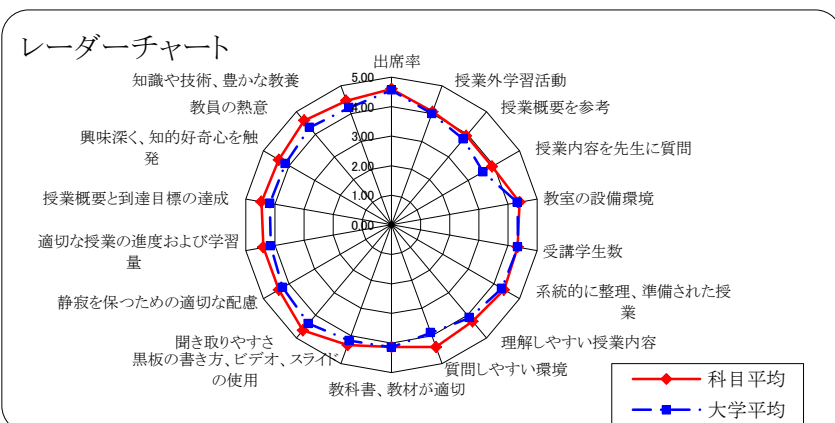 レーダーチャート
出席率
授業外学習活動
授業概要を参考
授業内容を先生に質問
教室の設備環境
受講学生数
系統的に整理、準備された授
業
理解しやすい授業内容
質問しやすい環境
教科書、教材が適切
黒板の書き方、ビデオ、スライド
の使用
聞き取りやすさ
静寂を保つための適切な配慮
適切な授業の進度および学習
量
授業概要と到達目標の達成
興味深く、知的好奇心を触
発
教員の熱意
知識や技術、豊かな教養
5.00
4.00
3.00
2.00
1.00
0.00
科目平均
大学平均